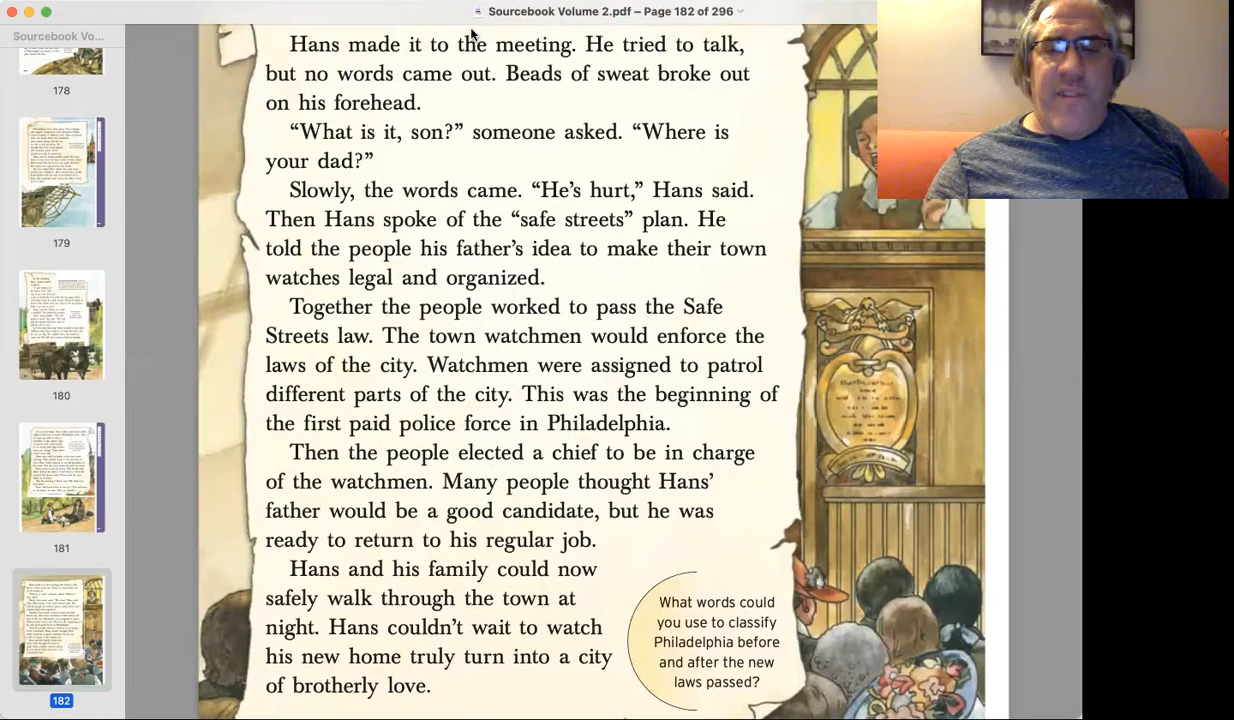 Sourcebook Volume 2.pdf – Page 182 of 296
Sourcebook Vo...
178
179
180
181
182
Hans made it to the meeting. He tried to talk,
but no words came out. Beads of sweat broke out
on his forehead.
“What is it, son?” someone asked. “Where is
your dad?”
Slowly, the words came. “He’s hurt,” Hans said.
Then Hans spoke of the “safe streets” plan. He
told the people his father’s idea to make their town
watches legal and organized.
Together the people worked to pass the Safe
Streets law. The town watchmen would enforce the
laws of the city. Watchmen were assigned to patrol
different parts of the city. This was the beginning of
the first paid police force in Philadelphia.
Then the people elected a chief to be in charge
of the watchmen. Many people thought Hans’
father would be a good candidate, but he was
ready to return to his regular job.
Hans and his family could now
safely walk through the town at
night. Hans couldn’t wait to watch
his new home truly turn into a city
of brotherly love.
What words could
you use to classify
Philadelphia before
and after the new
laws passed?